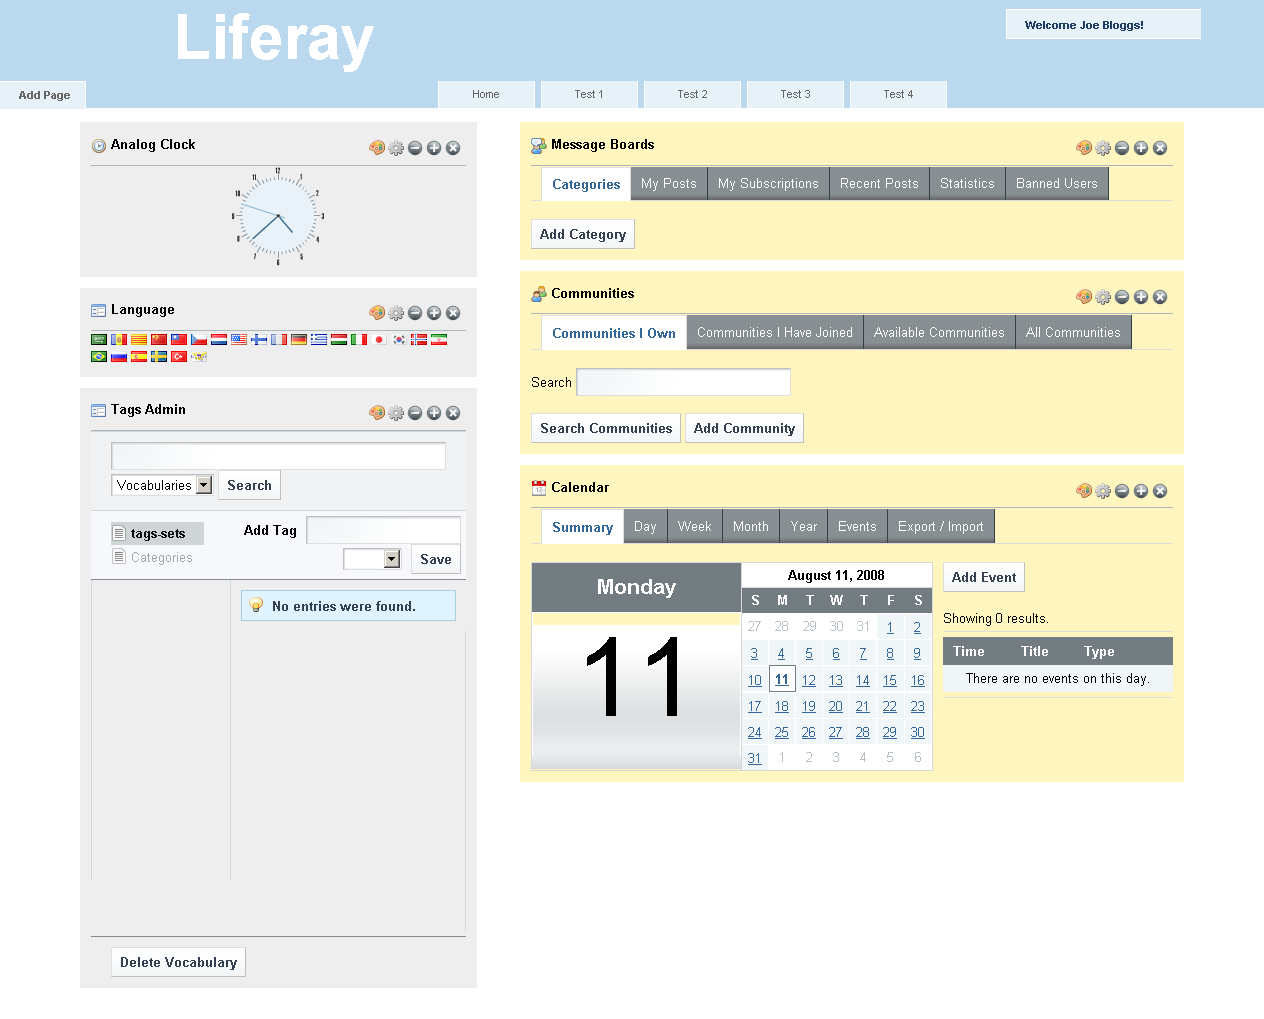 Liferay
Welcome Joe Bloggs!
Add Page
Home
Test 1
Test 2
Test 3
Test 4
Analog Clock
12
1
2
3
4
5
6
7
8
9
10
11
Language
Tags Admin
Vocabularies
Search
tags-sets
Categories
Add Tag
Save
No entries were found.
Delete Vocabulary
Message Boards
Categories My Posts My Subscriptions Recent Posts Statistics Banned Users
Add Category
Communities
Communities I Own Communities I Have Joined Available Communities All Communities
Search
Search Communities Add Community
Calendar
Summary Day Week Month Year Events Export / Import
Monday
11
August 11, 2008
S M T W T F S
27 28 29 30 31 1 2
3 4 5 6 7 8 9
10 11 12 13 14 15 16
17 18 19 20 21 22 23
24 25 26 27 28 29 30
31 1 2 3 4 5 6
Add Event
Showing 0 results.
Time Title Type
There are no events on this day.